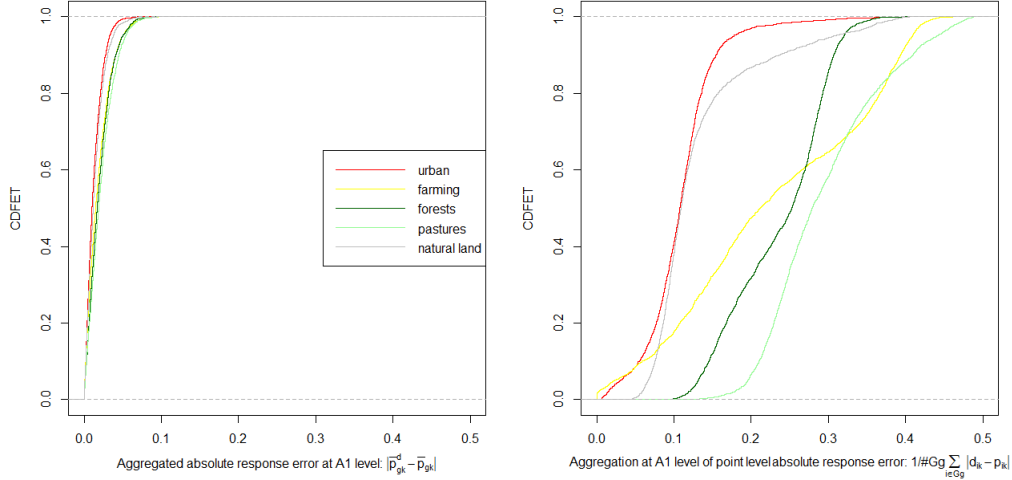 CDFET
1.0
0.8
0.6
0.4
0.2
0.0
urban
farming
forests
pastures
natural land
0.0 0.1 0.2 0.3 0.4 0.5
Aggregated absolute response error at A1 level: |p̅ᵈgk − p̅gk|
CDFET
1.0
0.8
0.6
0.4
0.2
0.0
0.0 0.1 0.2 0.3 0.4 0.5
Aggregation at A1 level of point level absolute response error: 1/#Gg ∑ i∈Gg |dik − pik|